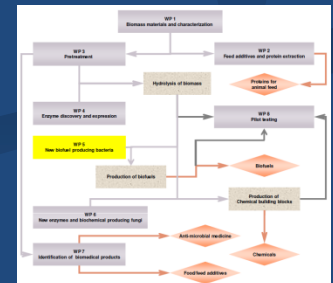 WP 1
Biomass materials and characterization
WP 3
Pretreatment
WP 2
Feed additives and protein extraction
Hydrolysis of biomass
Proteins for
animal feed
WP 4
Enzyme discovery and expression
WP 8
Pilot testing
WP 5
New biofuel producing bacteria
Production of biofuels
Biofuels
Production of
Chemical building blocks
WP 6
New enzymes and biochemical producing fungi
Anti-microbial medicine
WP 7
Identification of biomedical products
Chemicals
Food/feed additives